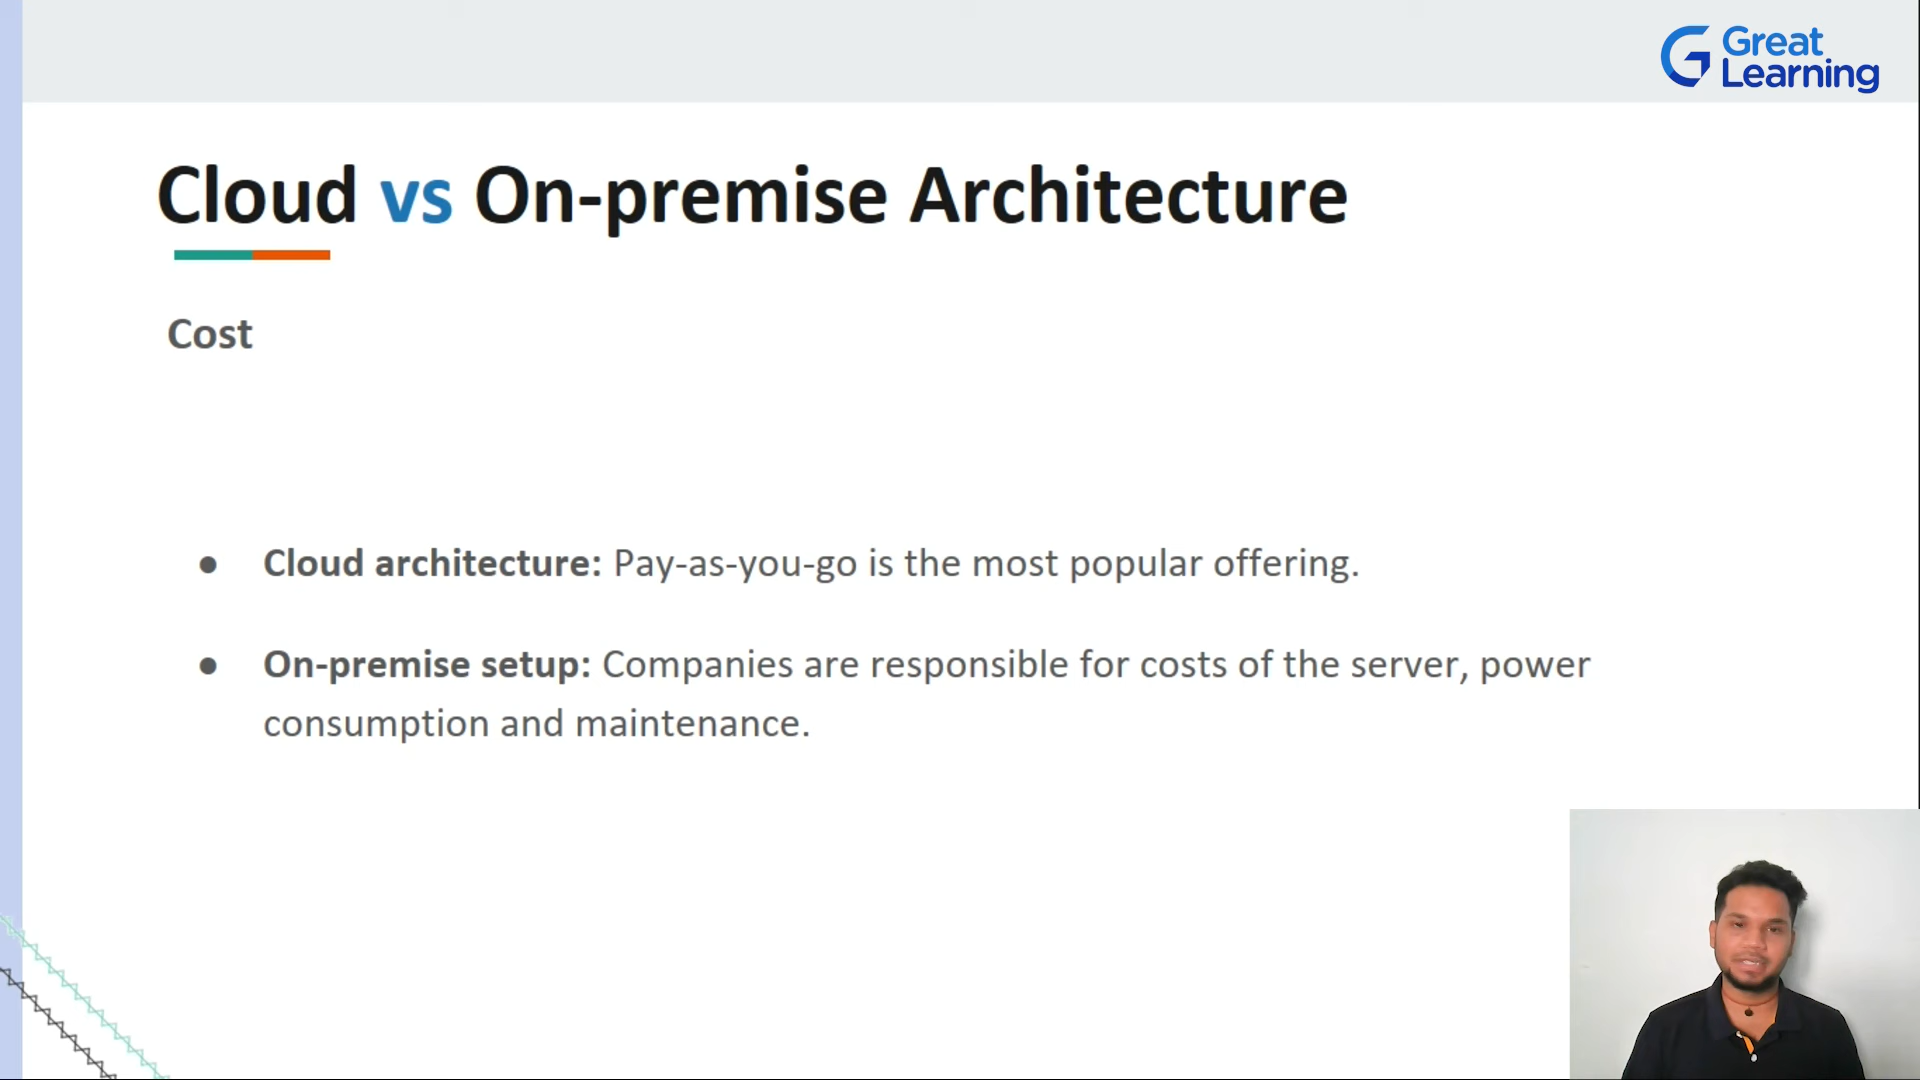 Great
Learning
Cloud vs On-premise Architecture
Cost
● Cloud architecture: Pay-as-you-go is the most popular offering.
● On-premise setup: Companies are responsible for costs of the server, power
consumption and maintenance.